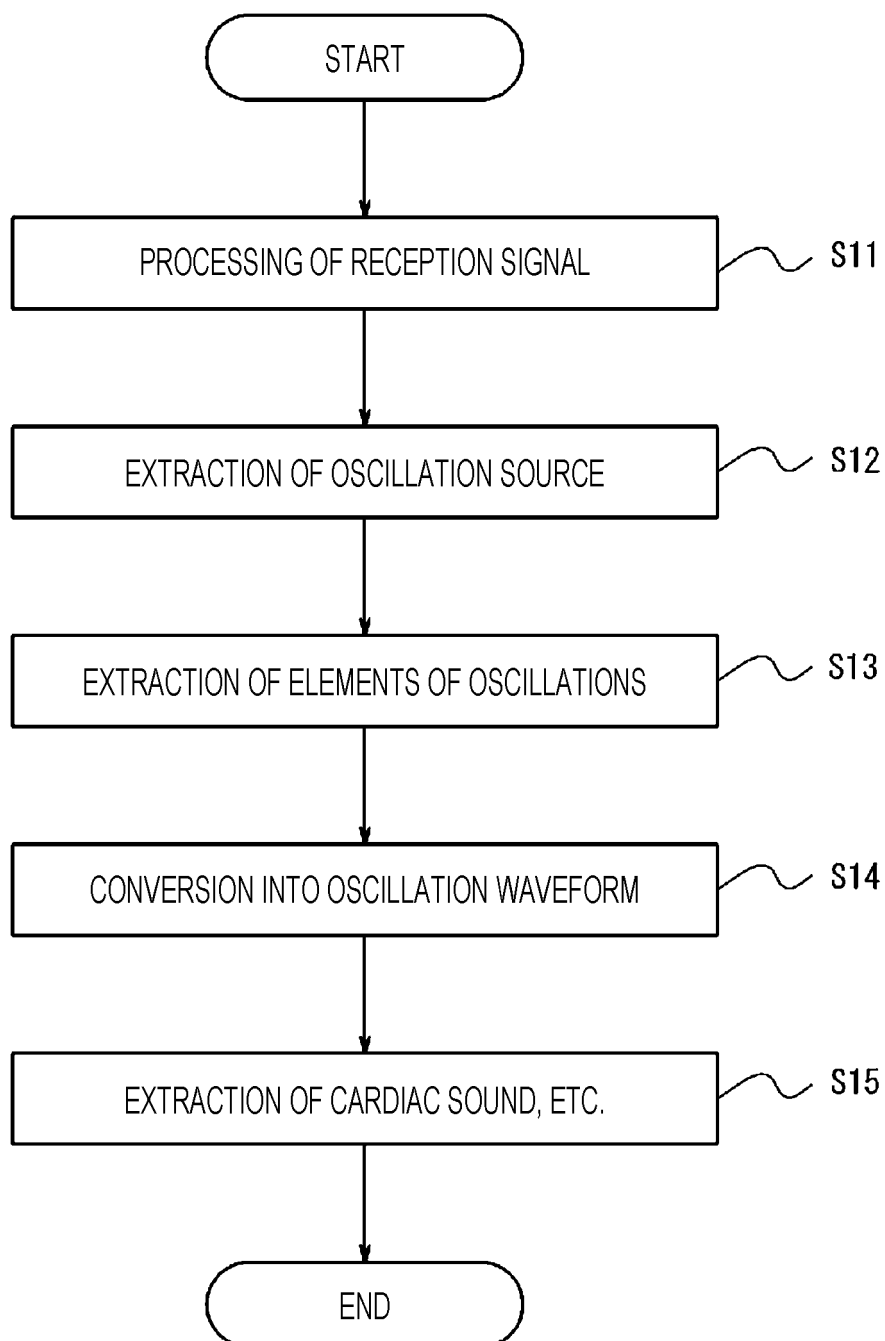 START
PROCESSING OF RECEPTION SIGNAL
S11
EXTRACTION OF OSCILLATION SOURCE
S12
EXTRACTION OF ELEMENTS OF OSCILLATIONS
S13
CONVERSION INTO OSCILLATION WAVEFORM
S14
EXTRACTION OF CARDIAC SOUND, ETC.
S15
END